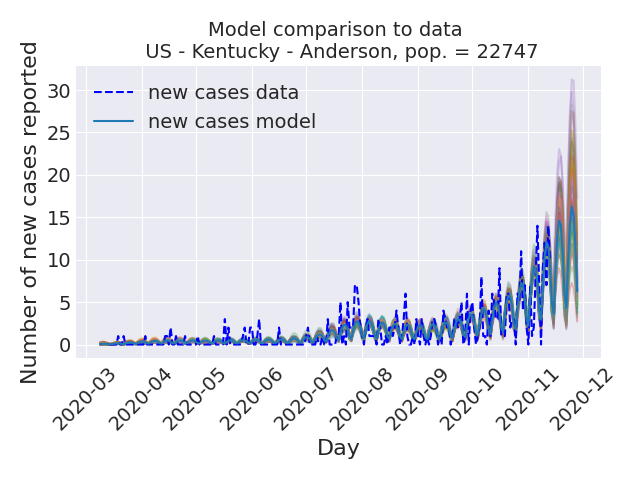 Model comparison to data
US - Kentucky - Anderson, pop. = 22747
Number of new cases reported
30
25
20
15
10
5
0
new cases data
new cases model
2020-03
2020-04
2020-05
2020-06
2020-07
2020-08
2020-09
2020-10
2020-11
2020-12
Day